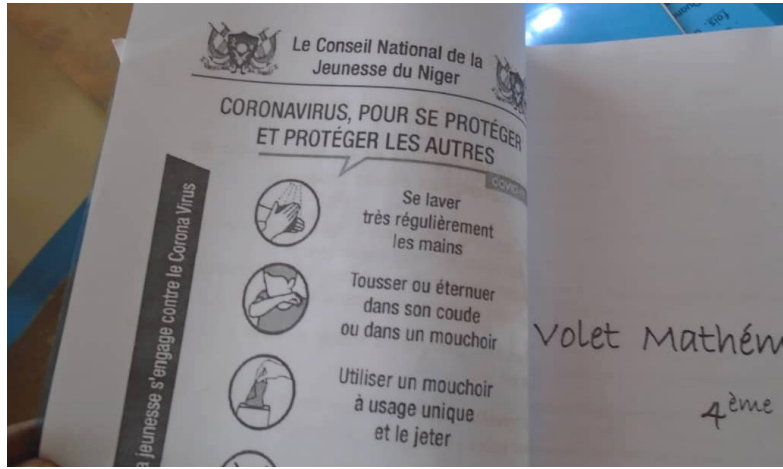 Le Conseil National de la
Jeunesse du Niger
CORONAVIRUS, POUR SE PROTÉGER
ET PROTÉGER LES AUTRES
Se laver
très régulièrement
les mains
Tousser ou éternuer
dans son coude
ou dans un mouchoir
Utiliser un mouchoir
à usage unique
et le jeter
a jeunesse s'engage contre le Corona Virus
Volet Mathém
4ème
fois.